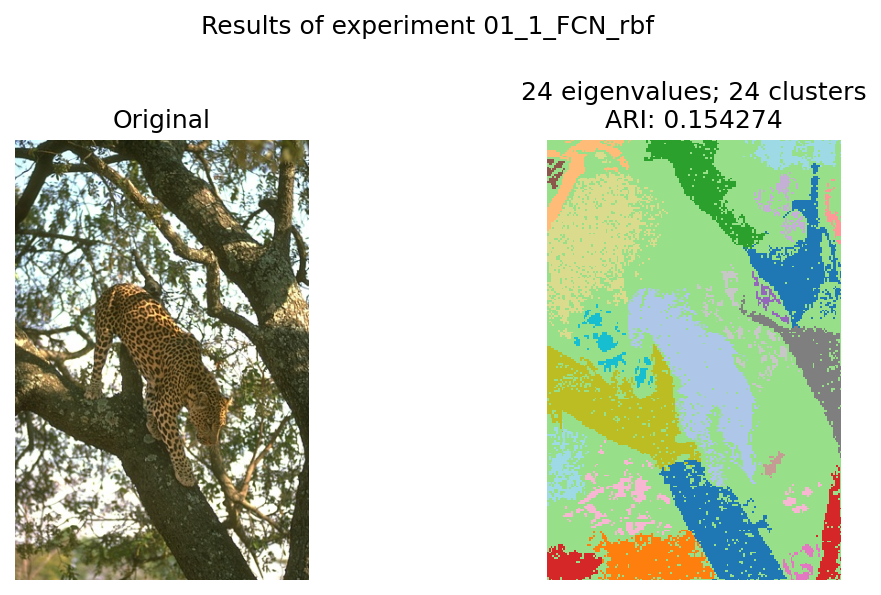 Results of experiment 01_1_FCN_rbf
Original
24 eigenvalues; 24 clusters
ARI: 0.154274